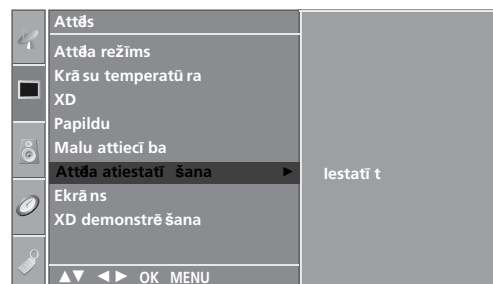 Attēls
Attēla režīms
Krāsu temperatūra
XD
Papildu
Malu attiecība
Attēla atiestatīšana ► Iestatīt
Ekrāns
XD demonstrēšana
▲▼ ◄► OK MENU